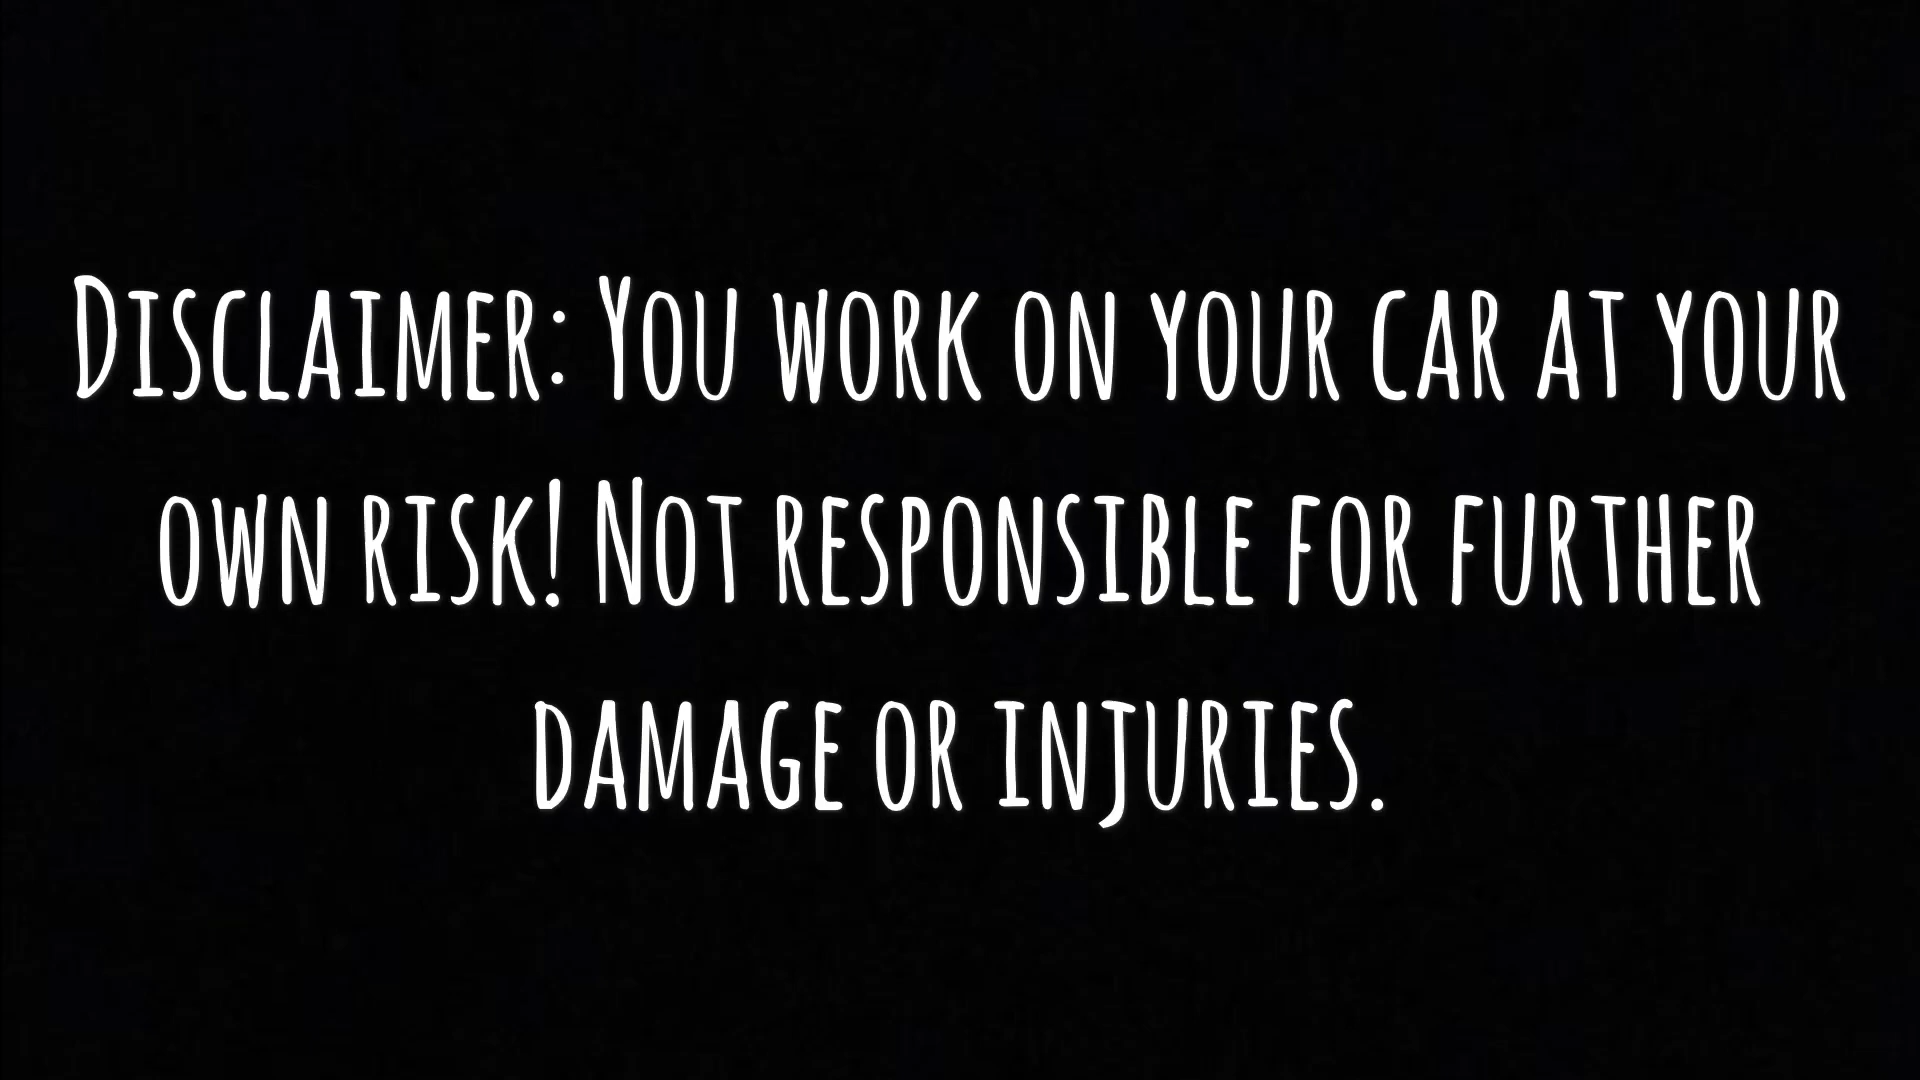 Disclaimer: You work on your car at your
own risk! Not responsible for further
damage or injuries.